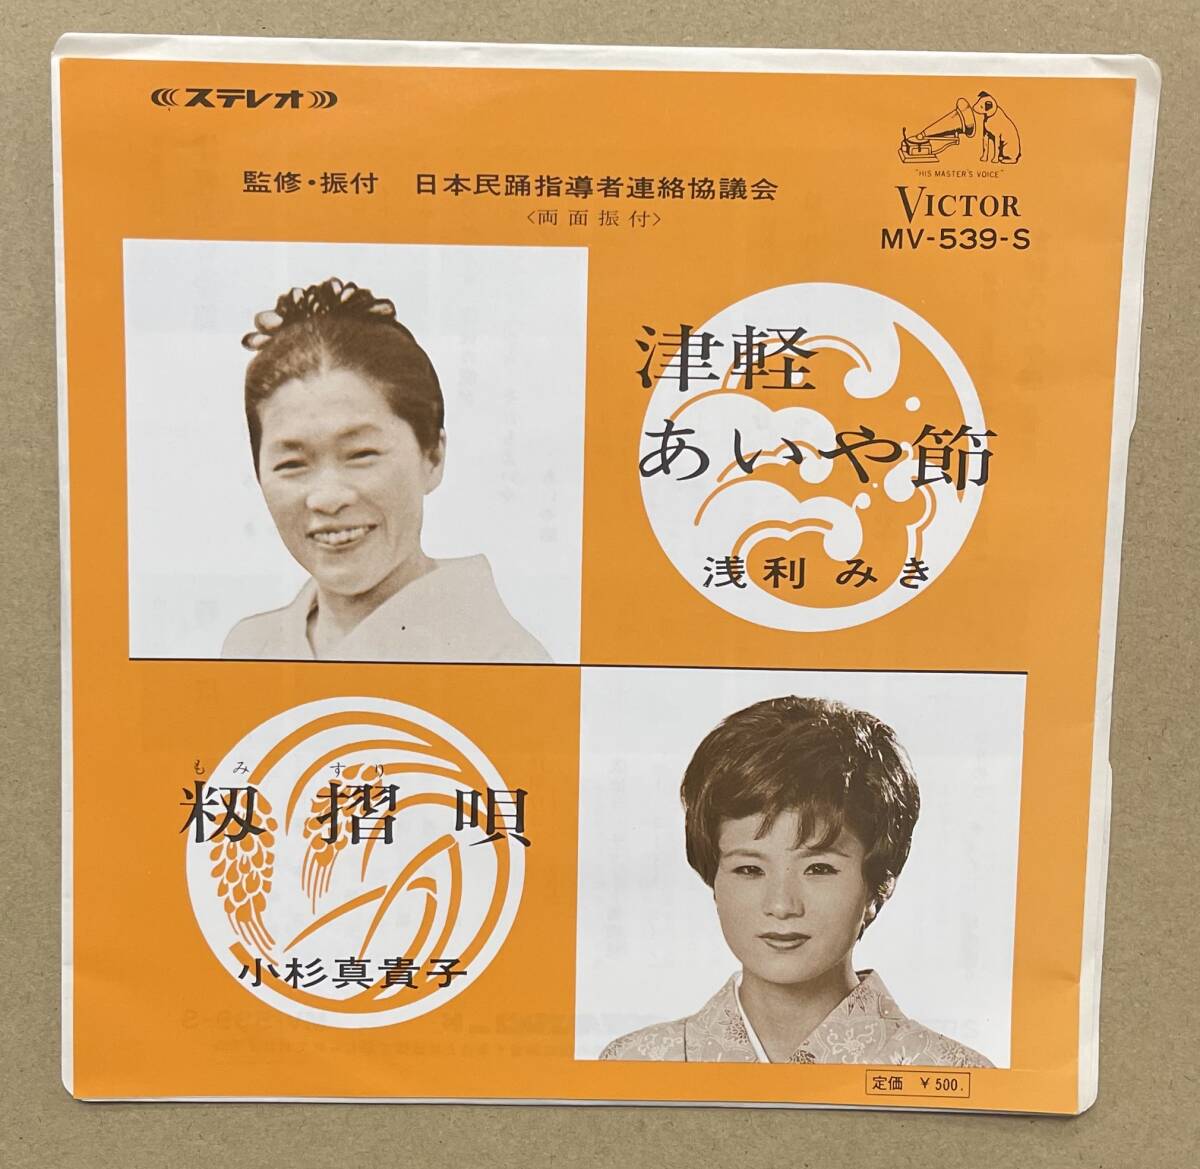 ステレオ
監修・振付 日本民踊指導者連絡協議会
<両面振付>
"HIS MASTER'S VOICE"
VICTOR
MV-539-S
津軽
あいや節
浅利みき
もみ すり
籾摺唄
小杉真貴子
定価 ¥500.